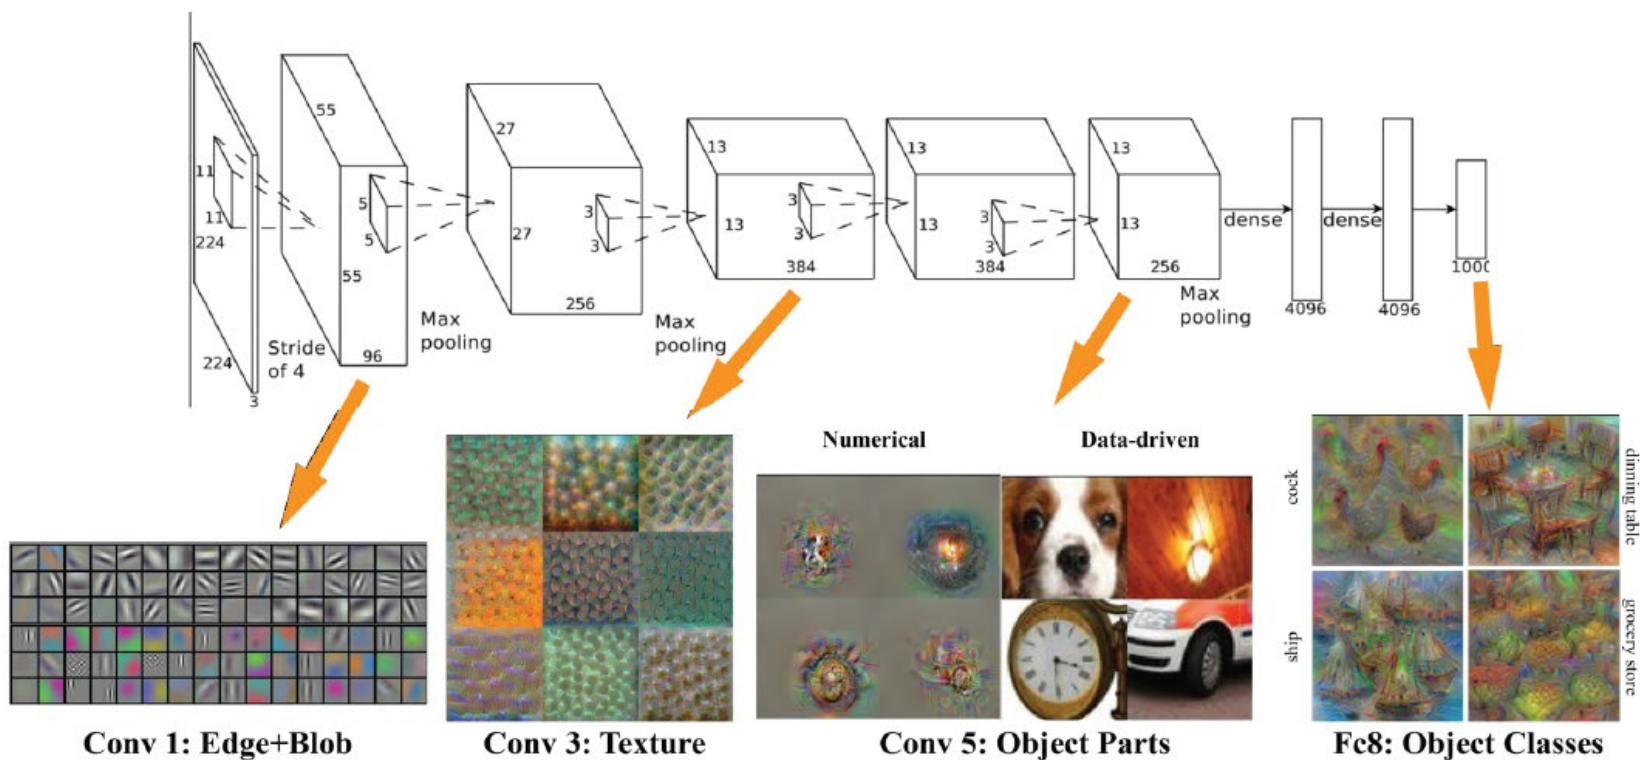 55
27
13
13
13
11
5
3
3
3
11
5
3
3
3
224
55
27
13
13
13
dense
dense
384
384
256
1000
256
4096
4096
Max
pooling
Max
pooling
Max
pooling
Stride
of 4
96
224
3
Numerical
Data-driven
cock
dinning table
ship
grocery store
Conv 1: Edge+Blob
Conv 3: Texture
Conv 5: Object Parts
Fc8: Object Classes